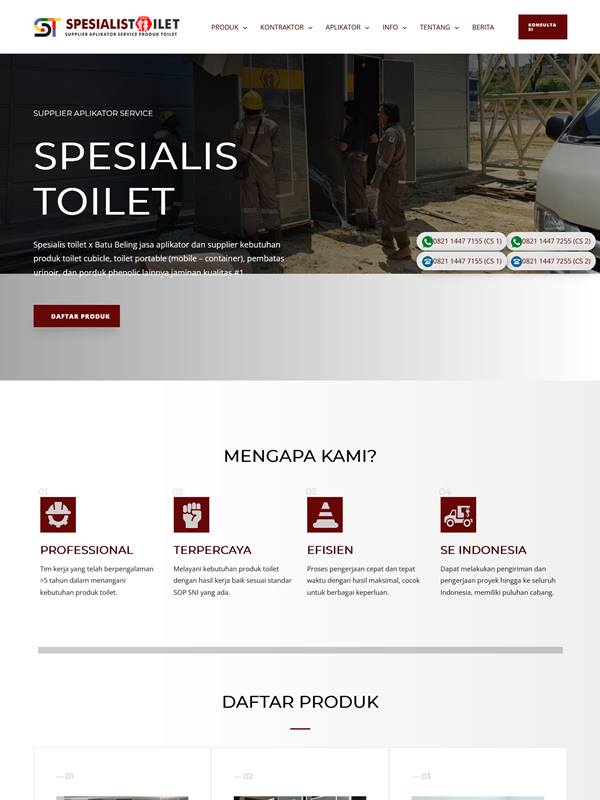 SPESIALISTOILET
SUPPLIER APLIKATOR SERVICE PRODUK TOILET
PRODUK KONTRAKTOR APLIKATOR INFO TENTANG BERITA
KONSULTA
SI
SUPPLIER APLIKATOR SERVICE
SPESIALIS
TOILET
Spesialis toilet x Batu Beling jasa aplikator dan supplier kebutuhan
produk toilet cubicle, toilet portable (mobile – container), pembatas
urinoir, dan porduk phenolic lainnya jaminan kualitas #1
0821 1447 7155 (CS 1) 0821 1447 7255 (CS 2)
0821 1447 7155 (CS 1) 0821 1447 7255 (CS 2)
DAFTAR PRODUK
MENGAPA KAMI?
01. 02. 03. 04.
PROFESSIONAL
Tim kerja yang telah berpengalaman
>5 tahun dalam menangani
kebutuhan produk toilet.
TERPERCAYA
Melayani kebutuhan produk toilet
dengan hasil kerja baik sesuai standar
SOP SNI yang ada.
EFISIEN
Proses pengerjaan cepat dan tepat
waktu dengan hasil maksimal, cocok
untuk berbagai keperluan.
SE INDONESIA
Dapat melakukan pengiriman dan
pengerjaan proyek hingga ke seluruh
Indonesia, memiliki puluhan cabang.
DAFTAR PRODUK
— 01 — 02 — 03